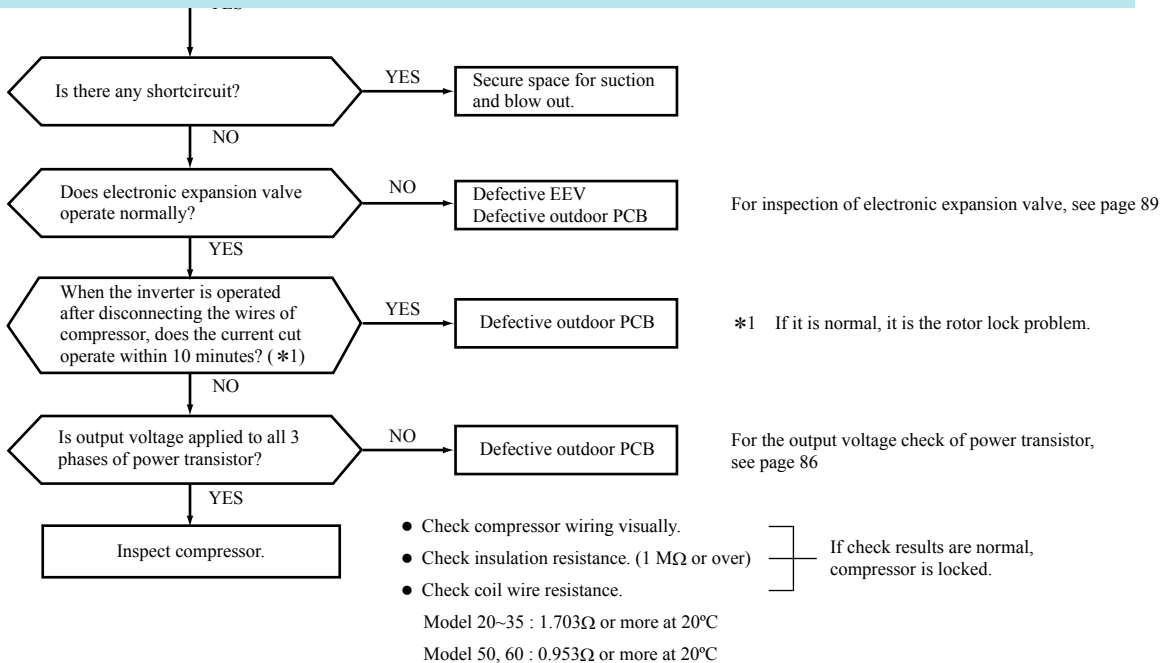 Is there any shortcircuit?
YES
Secure space for suction
and blow out.
NO
Does electronic expansion valve
operate normally?
NO
Defective EEV
Defective outdoor PCB
For inspection of electronic expansion valve, see page 89
YES
When the inverter is operated
after disconnecting the wires of
compressor, does the current cut
operate within 10 minutes? (∗1)
YES
Defective outdoor PCB
∗1 If it is normal, it is the rotor lock problem.
NO
Is output voltage applied to all 3
phases of power transistor?
NO
Defective outdoor PCB
For the output voltage check of power transistor,
see page 86
YES
Inspect compressor.
● Check compressor wiring visually.
● Check insulation resistance. (1 MΩ or over)
● Check coil wire resistance.
Model 20~35 : 1.703Ω or more at 20ºC
Model 50, 60 : 0.953Ω or more at 20ºC
If check results are normal,
compressor is locked.